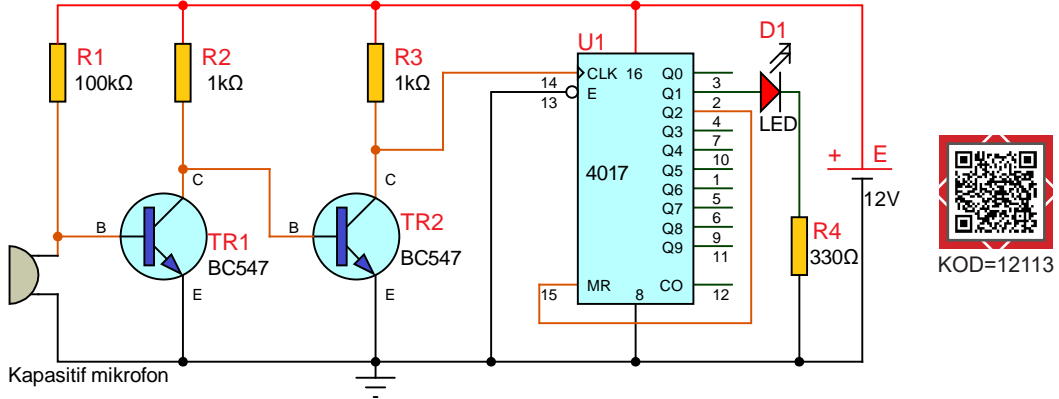 R1
100kΩ
R2
1kΩ
R3
1kΩ
U1
D1
LED
14
13
CLK
E
16
4017
Q0
Q1
Q2
Q3
Q4
Q5
Q6
Q7
Q8
Q9
3
2
4
7
10
1
5
6
9
11
15
MR
8
CO
12
+ E
12V
B
C
TR1
BC547
E
B
C
TR2
BC547
E
R4
330Ω
KOD=12113
Kapasitif mikrofon